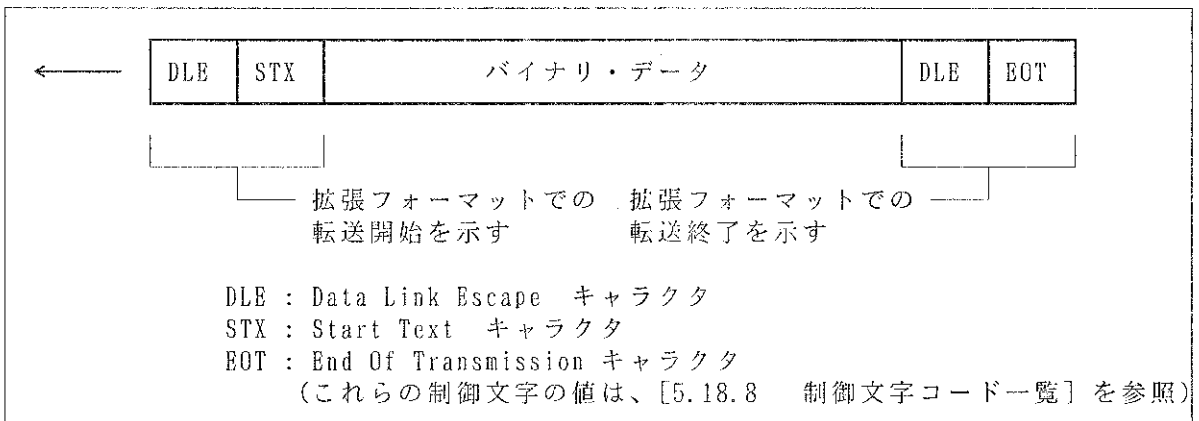 DLE STX バイナリ・データ DLE EOT
拡張フォーマットでの 拡張フォーマットでの
転送開始を示す 転送終了を示す
DLE : Data Link Escape キャラクタ
STX : Start Text キャラクタ
EOT : End Of Transmission キャラクタ
(これらの制御文字の値は、[5.18.8 制御文字コード一覧] を参照)